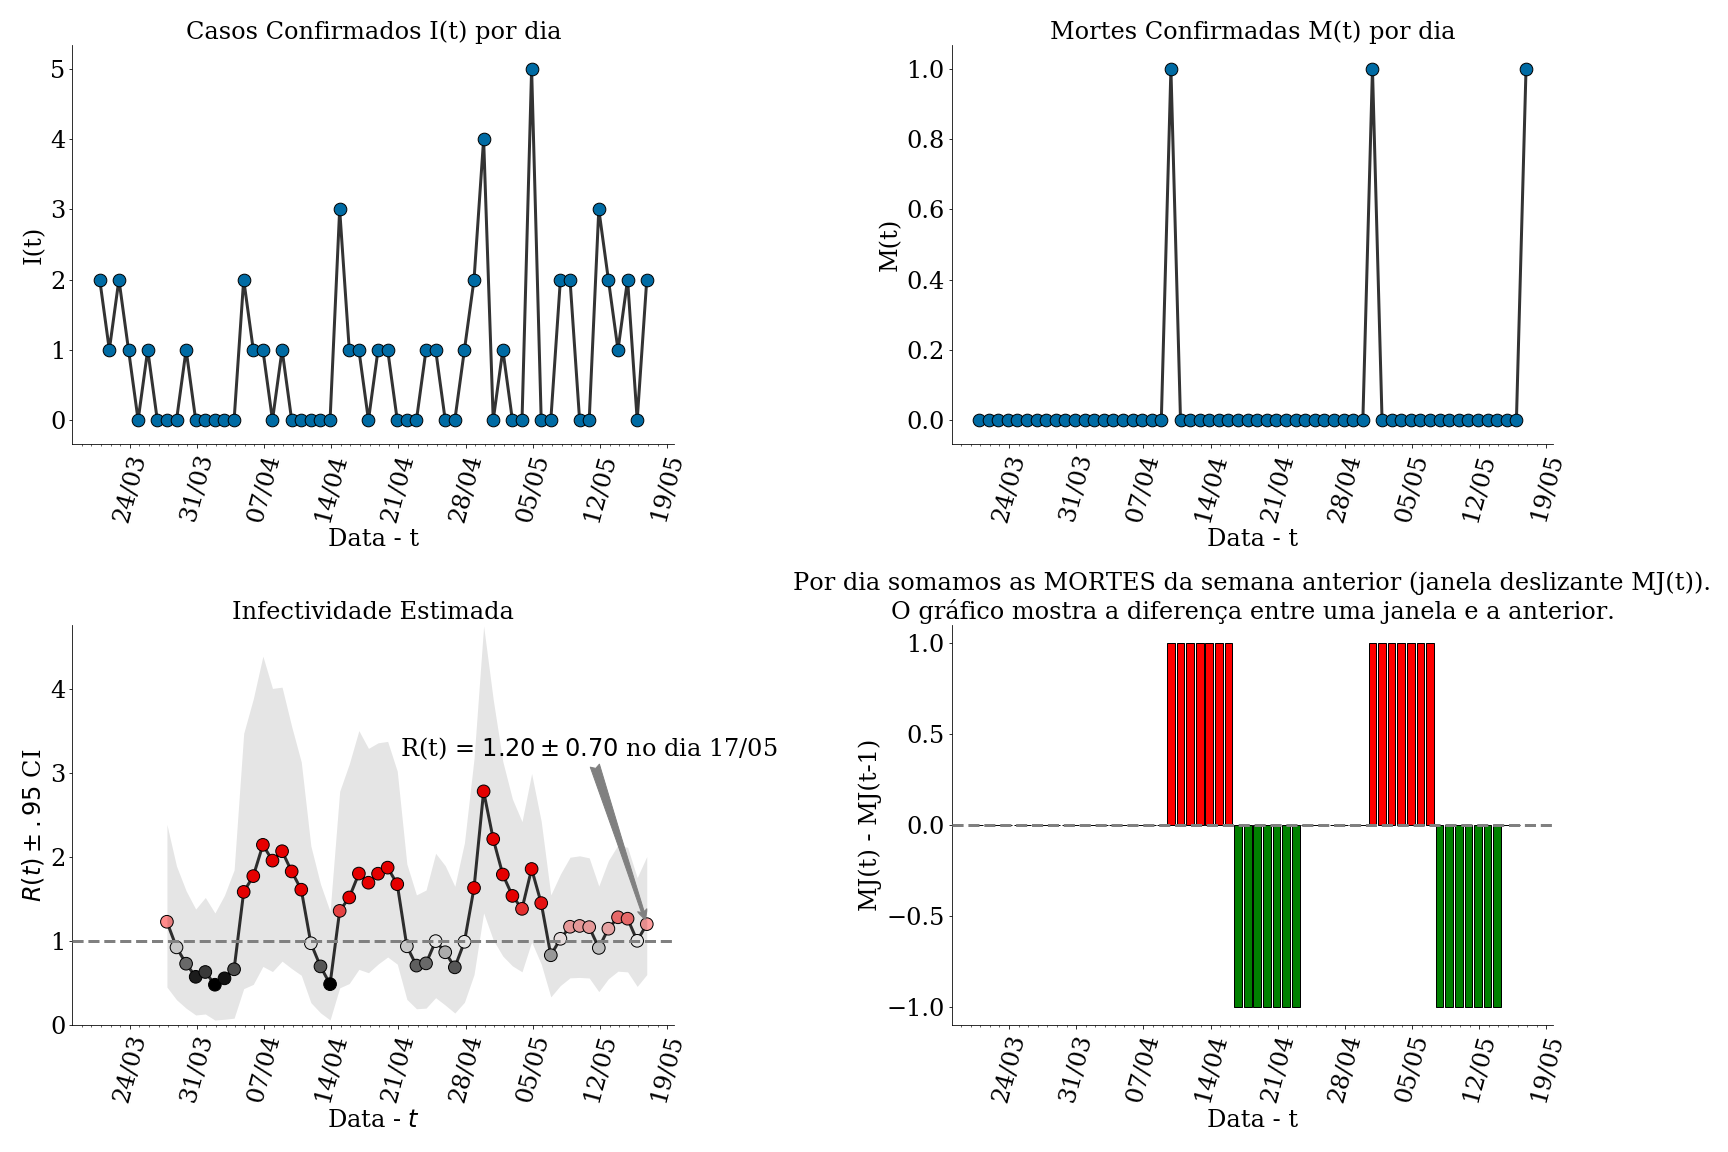 Casos Confirmados I(t) por dia
5
4
3
2
1
0
I(t)
24/03 31/03 07/04 14/04 21/04 28/04 05/05 12/05 19/05
Data - t
Mortes Confirmadas M(t) por dia
1.0
0.8
0.6
0.4
0.2
0.0
M(t)
24/03 31/03 07/04 14/04 21/04 28/04 05/05 12/05 19/05
Data - t
Infectividade Estimada
4
3
2
1
0
R(t) ± .95 CI
R(t) = 1.20 ± 0.70 no dia 17/05
24/03 31/03 07/04 14/04 21/04 28/04 05/05 12/05 19/05
Data - t
Por dia somamos as MORTES da semana anterior (janela deslizante MJ(t)).
O gráfico mostra a diferença entre uma janela e a anterior.
1.0
0.5
0.0
−0.5
−1.0
MJ(t) - MJ(t-1)
24/03 31/03 07/04 14/04 21/04 28/04 05/05 12/05 19/05
Data - t